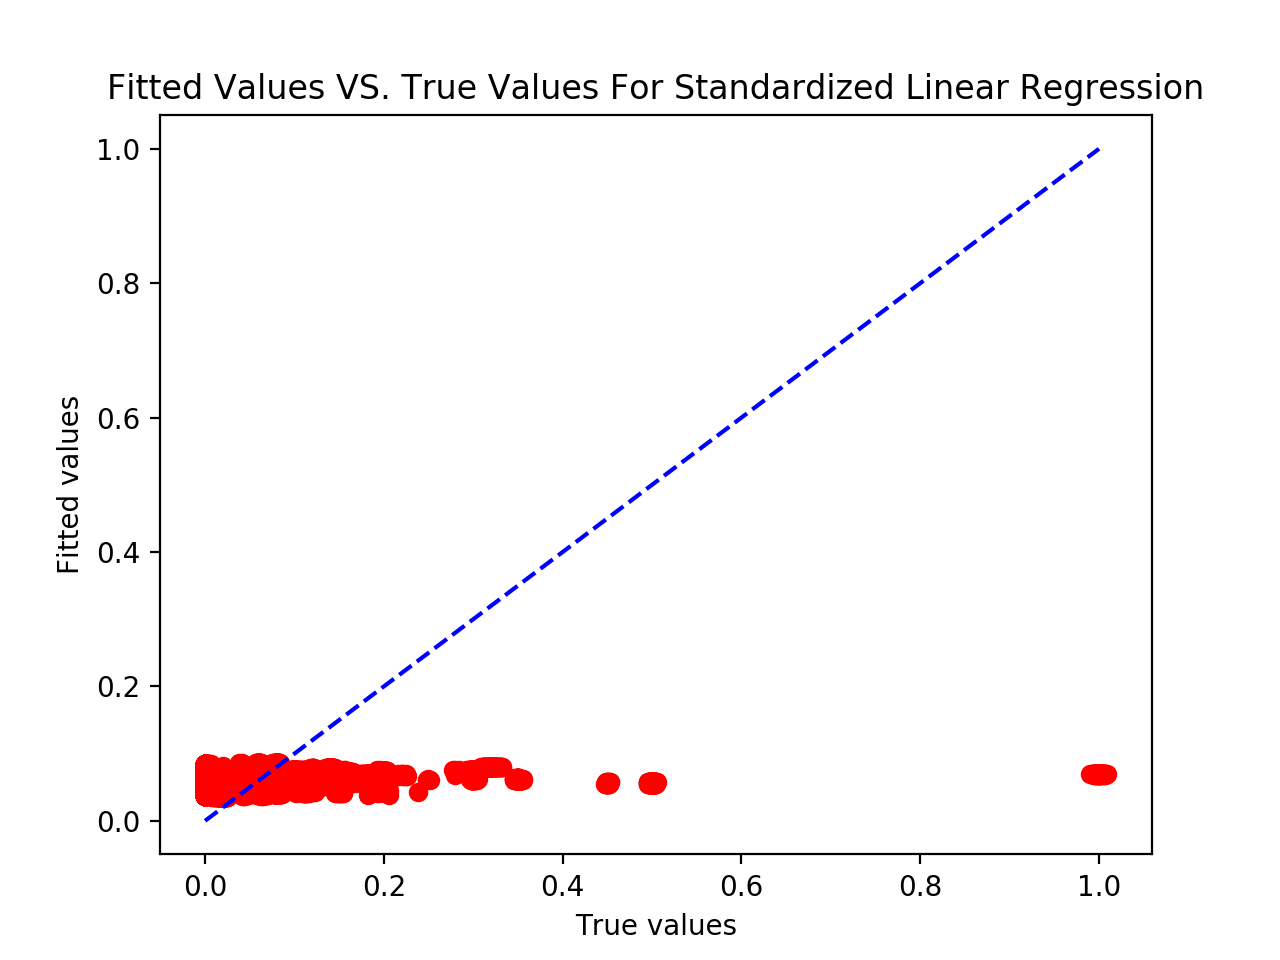 Fitted Values VS. True Values For Standardized Linear Regression
1.0
0.8
0.6
0.4
0.2
0.0
Fitted values
0.0 0.2 0.4 0.6 0.8 1.0
True values